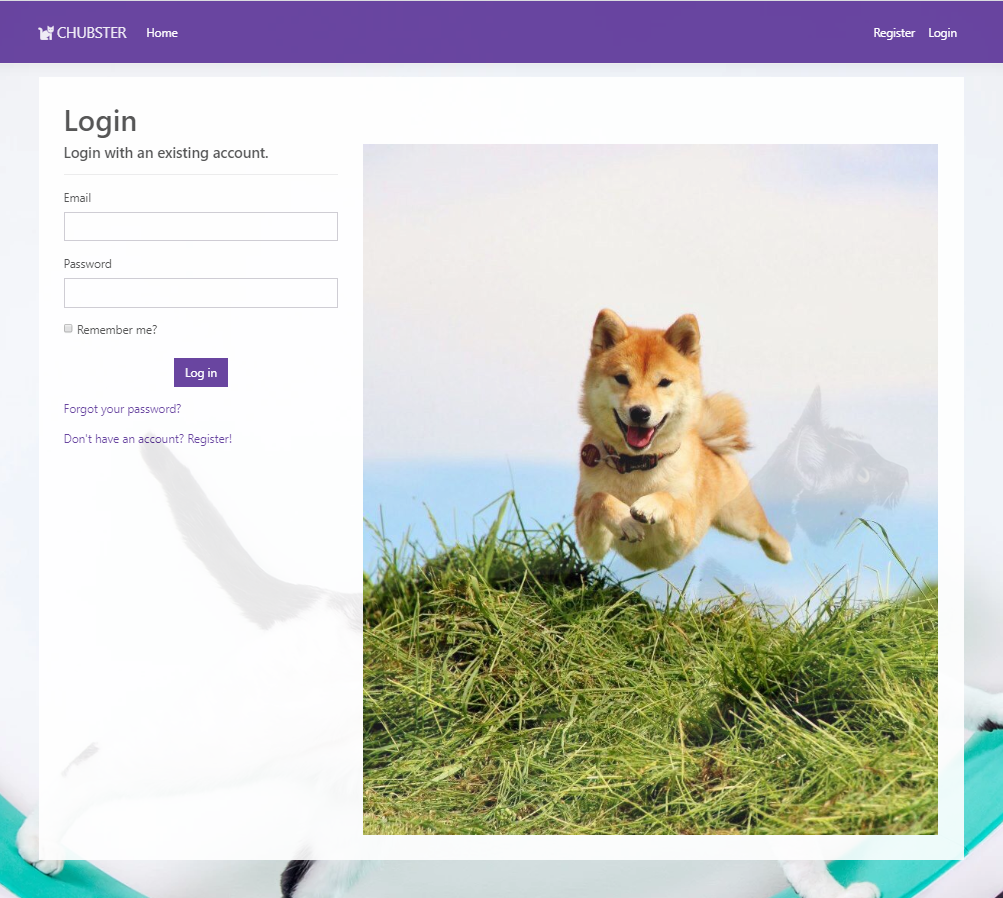 CHUBSTER Home Register Login
Login
Login with an existing account.
Email
Password
Remember me?
Log in
Forgot your password?
Don't have an account? Register!